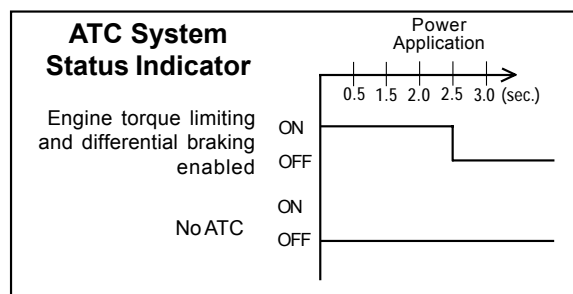 ATC System
Status Indicator
Power
Application
0.5 1.5 2.0 2.5 3.0 (sec.)
Engine torque limiting
and differential braking
enabled
ON
OFF
No ATC
ON
OFF